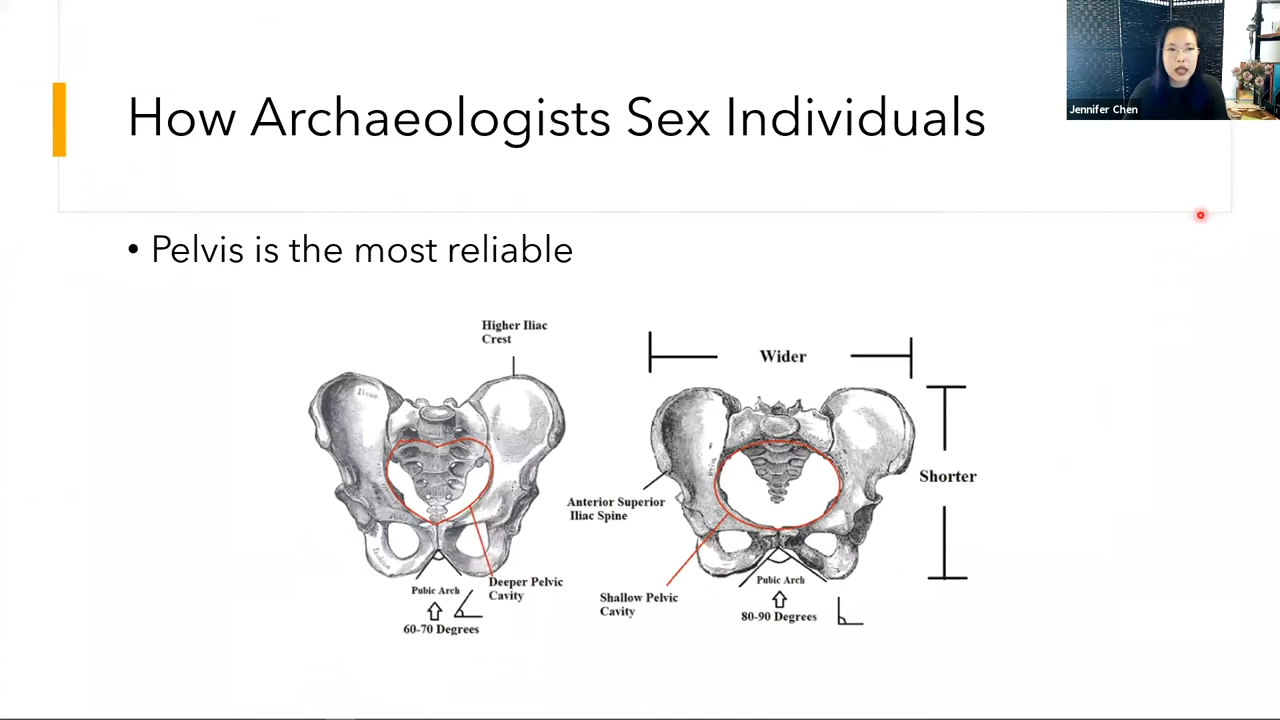 Jennifer Chen
How Archaeologists Sex Individuals
• Pelvis is the most reliable
Higher Iliac
Crest
Wider
Shorter
Anterior Superior
Iliac Spine
Deeper Pelvic
Cavity
Pubic Arch
60-70 Degrees
Shallow Pelvic
Cavity
Pubic Arch
80-90 Degrees